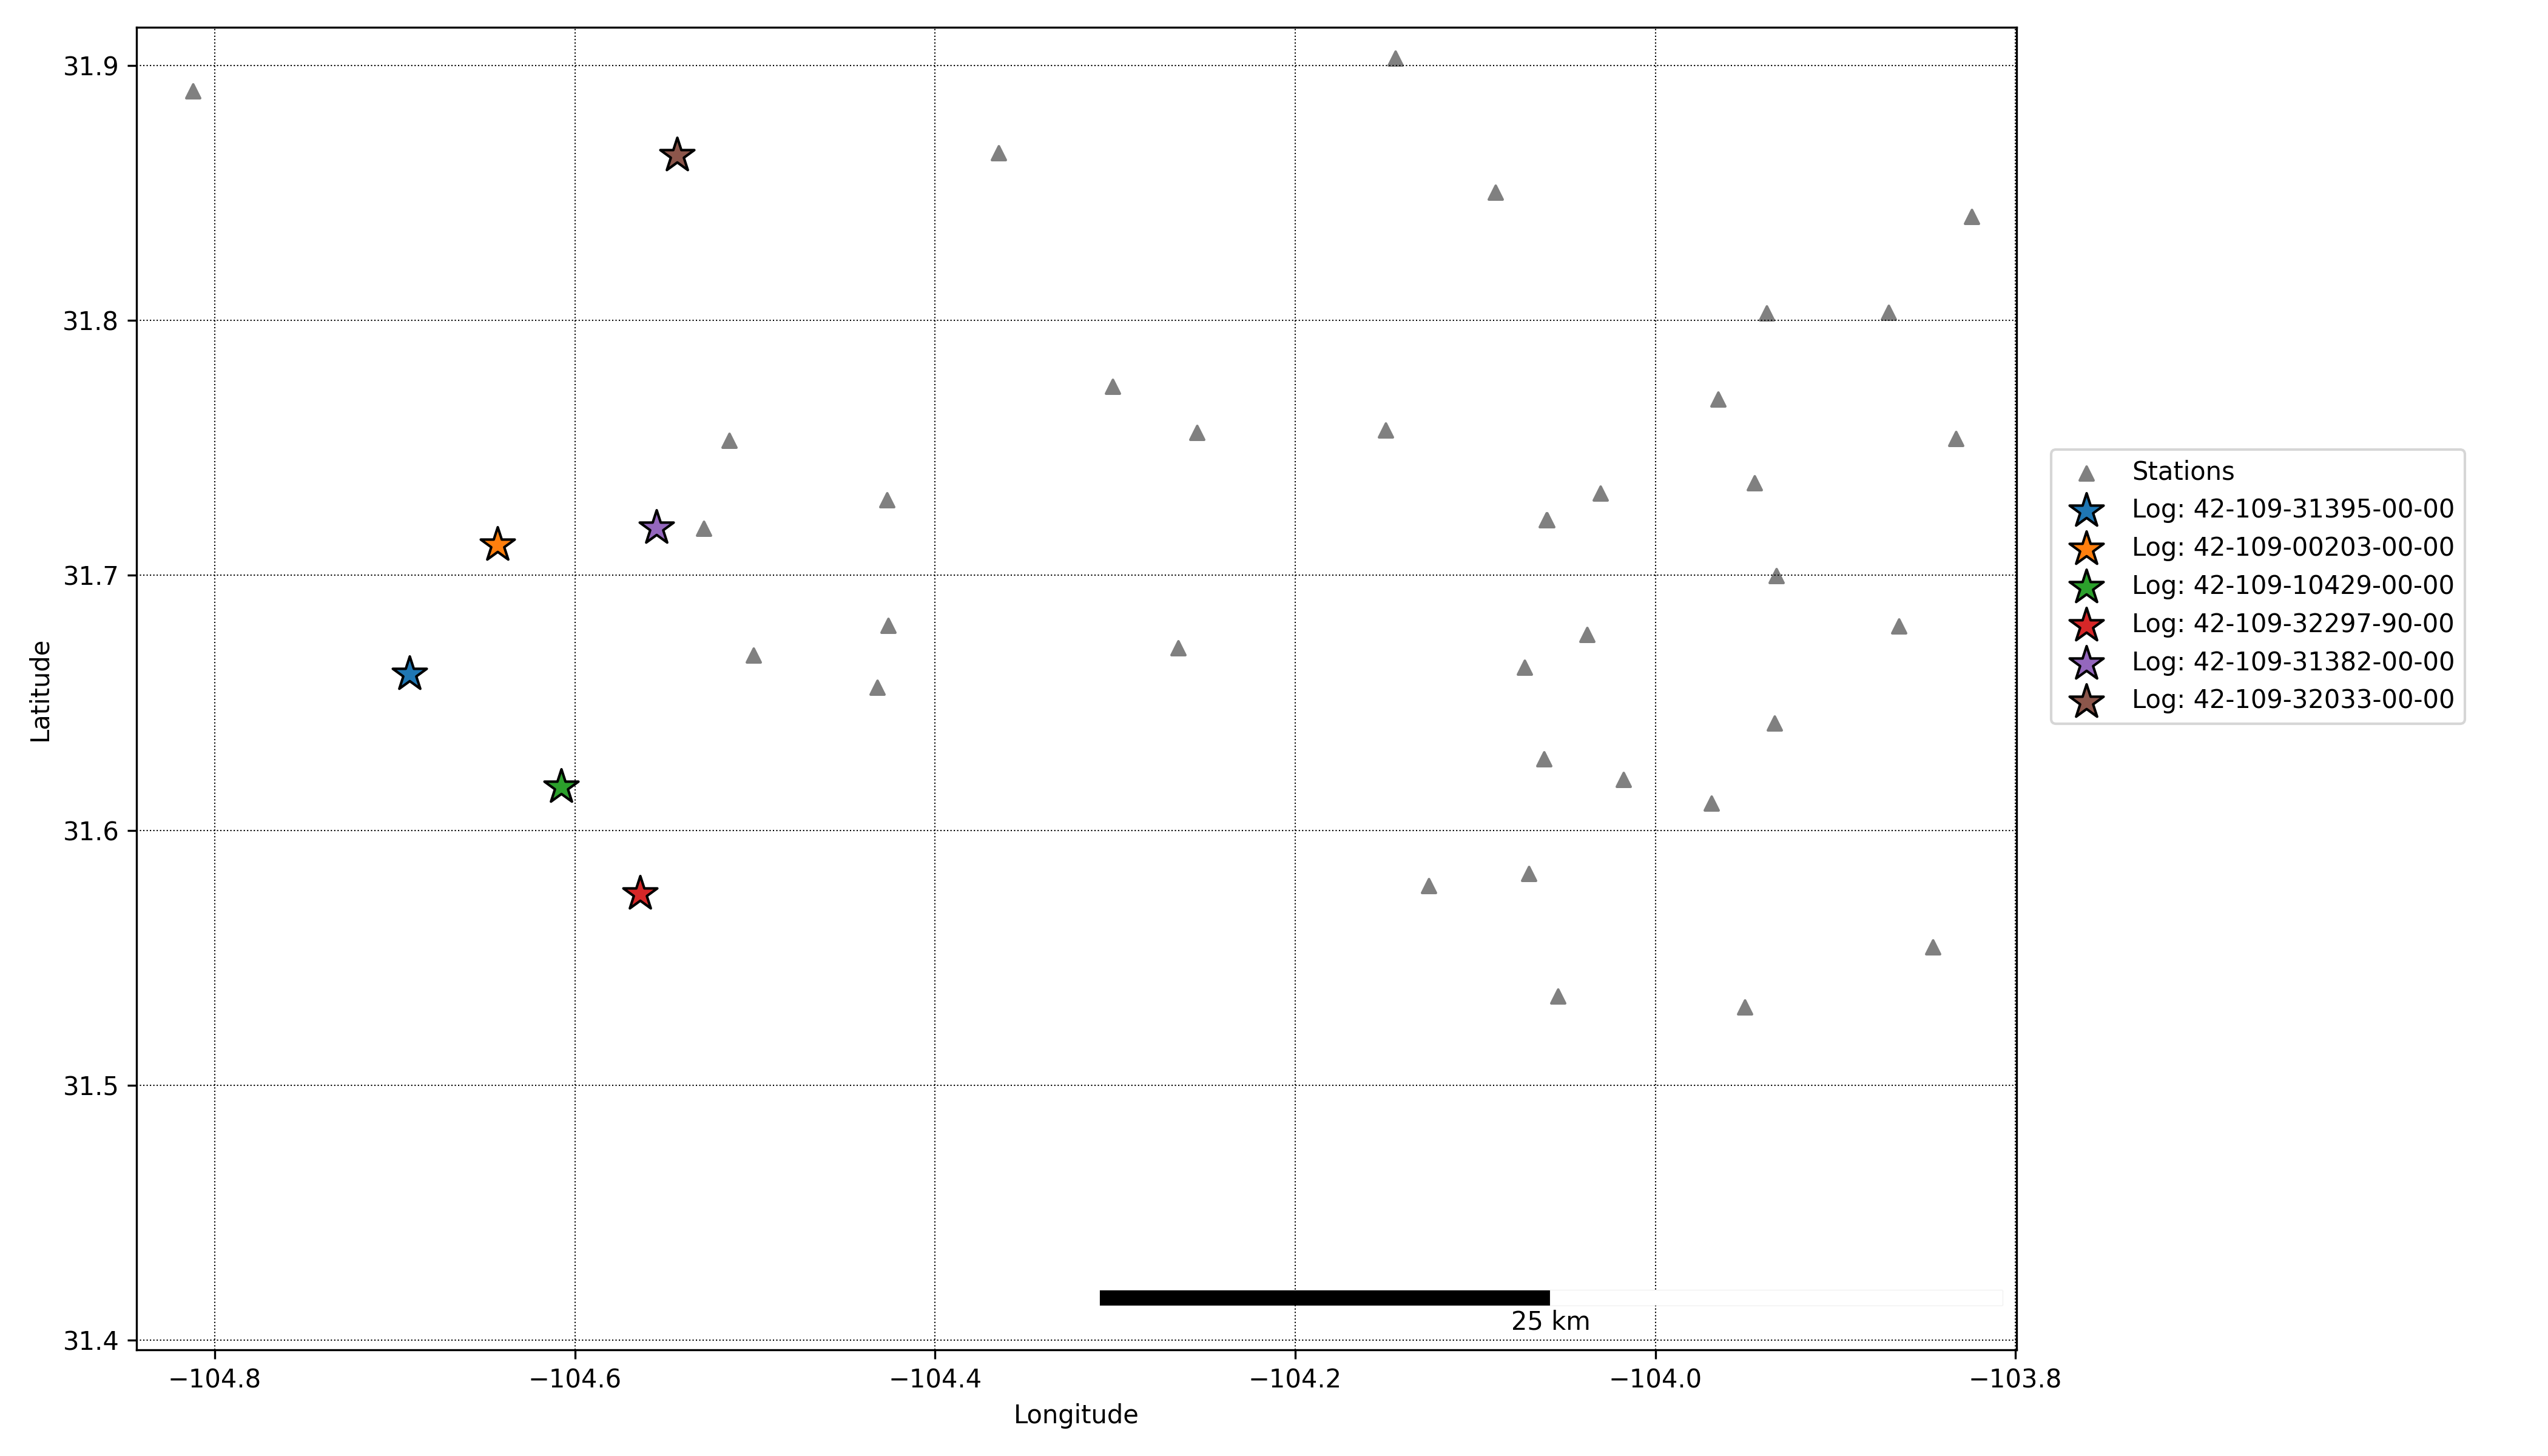 31.9
31.8
31.7
31.6
31.5
31.4
Latitude
−104.8
−104.6
−104.4
−104.2
−104.0
−103.8
Longitude
25 km
Stations
Log: 42-109-31395-00-00
Log: 42-109-00203-00-00
Log: 42-109-10429-00-00
Log: 42-109-32297-90-00
Log: 42-109-31382-00-00
Log: 42-109-32033-00-00